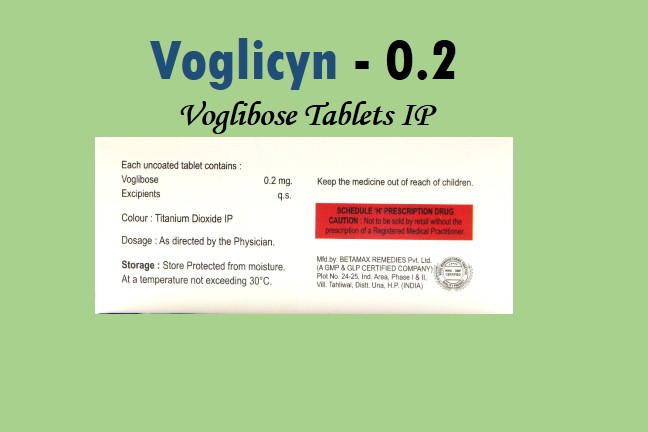 Voglicyn - 0.2
Voglibose Tablets IP
Each uncoated tablet contains :
Voglibose 0.2 mg.
Excipients q.s.
Colour : Titanium Dioxide IP
Dosage : As directed by the Physician.
Storage : Store Protected from moisture.
At a temperature not exceeding 30°C.
Keep the medicine out of reach of children.
SCHEDULE 'H' PRESCRIPTION DRUG
CAUTION : Not to be sold by retail without the
prescription of a Registered Medical Practitioner.
Mfd.by: BETAMAX REMEDIES Pvt. Ltd.
(A GMP & GLP CERTIFIED COMPANY)
Plot No. 24-25, Ind. Area, Phase I & II.
Vill. Tahliwal, Distt. Una, H.P. (INDIA)